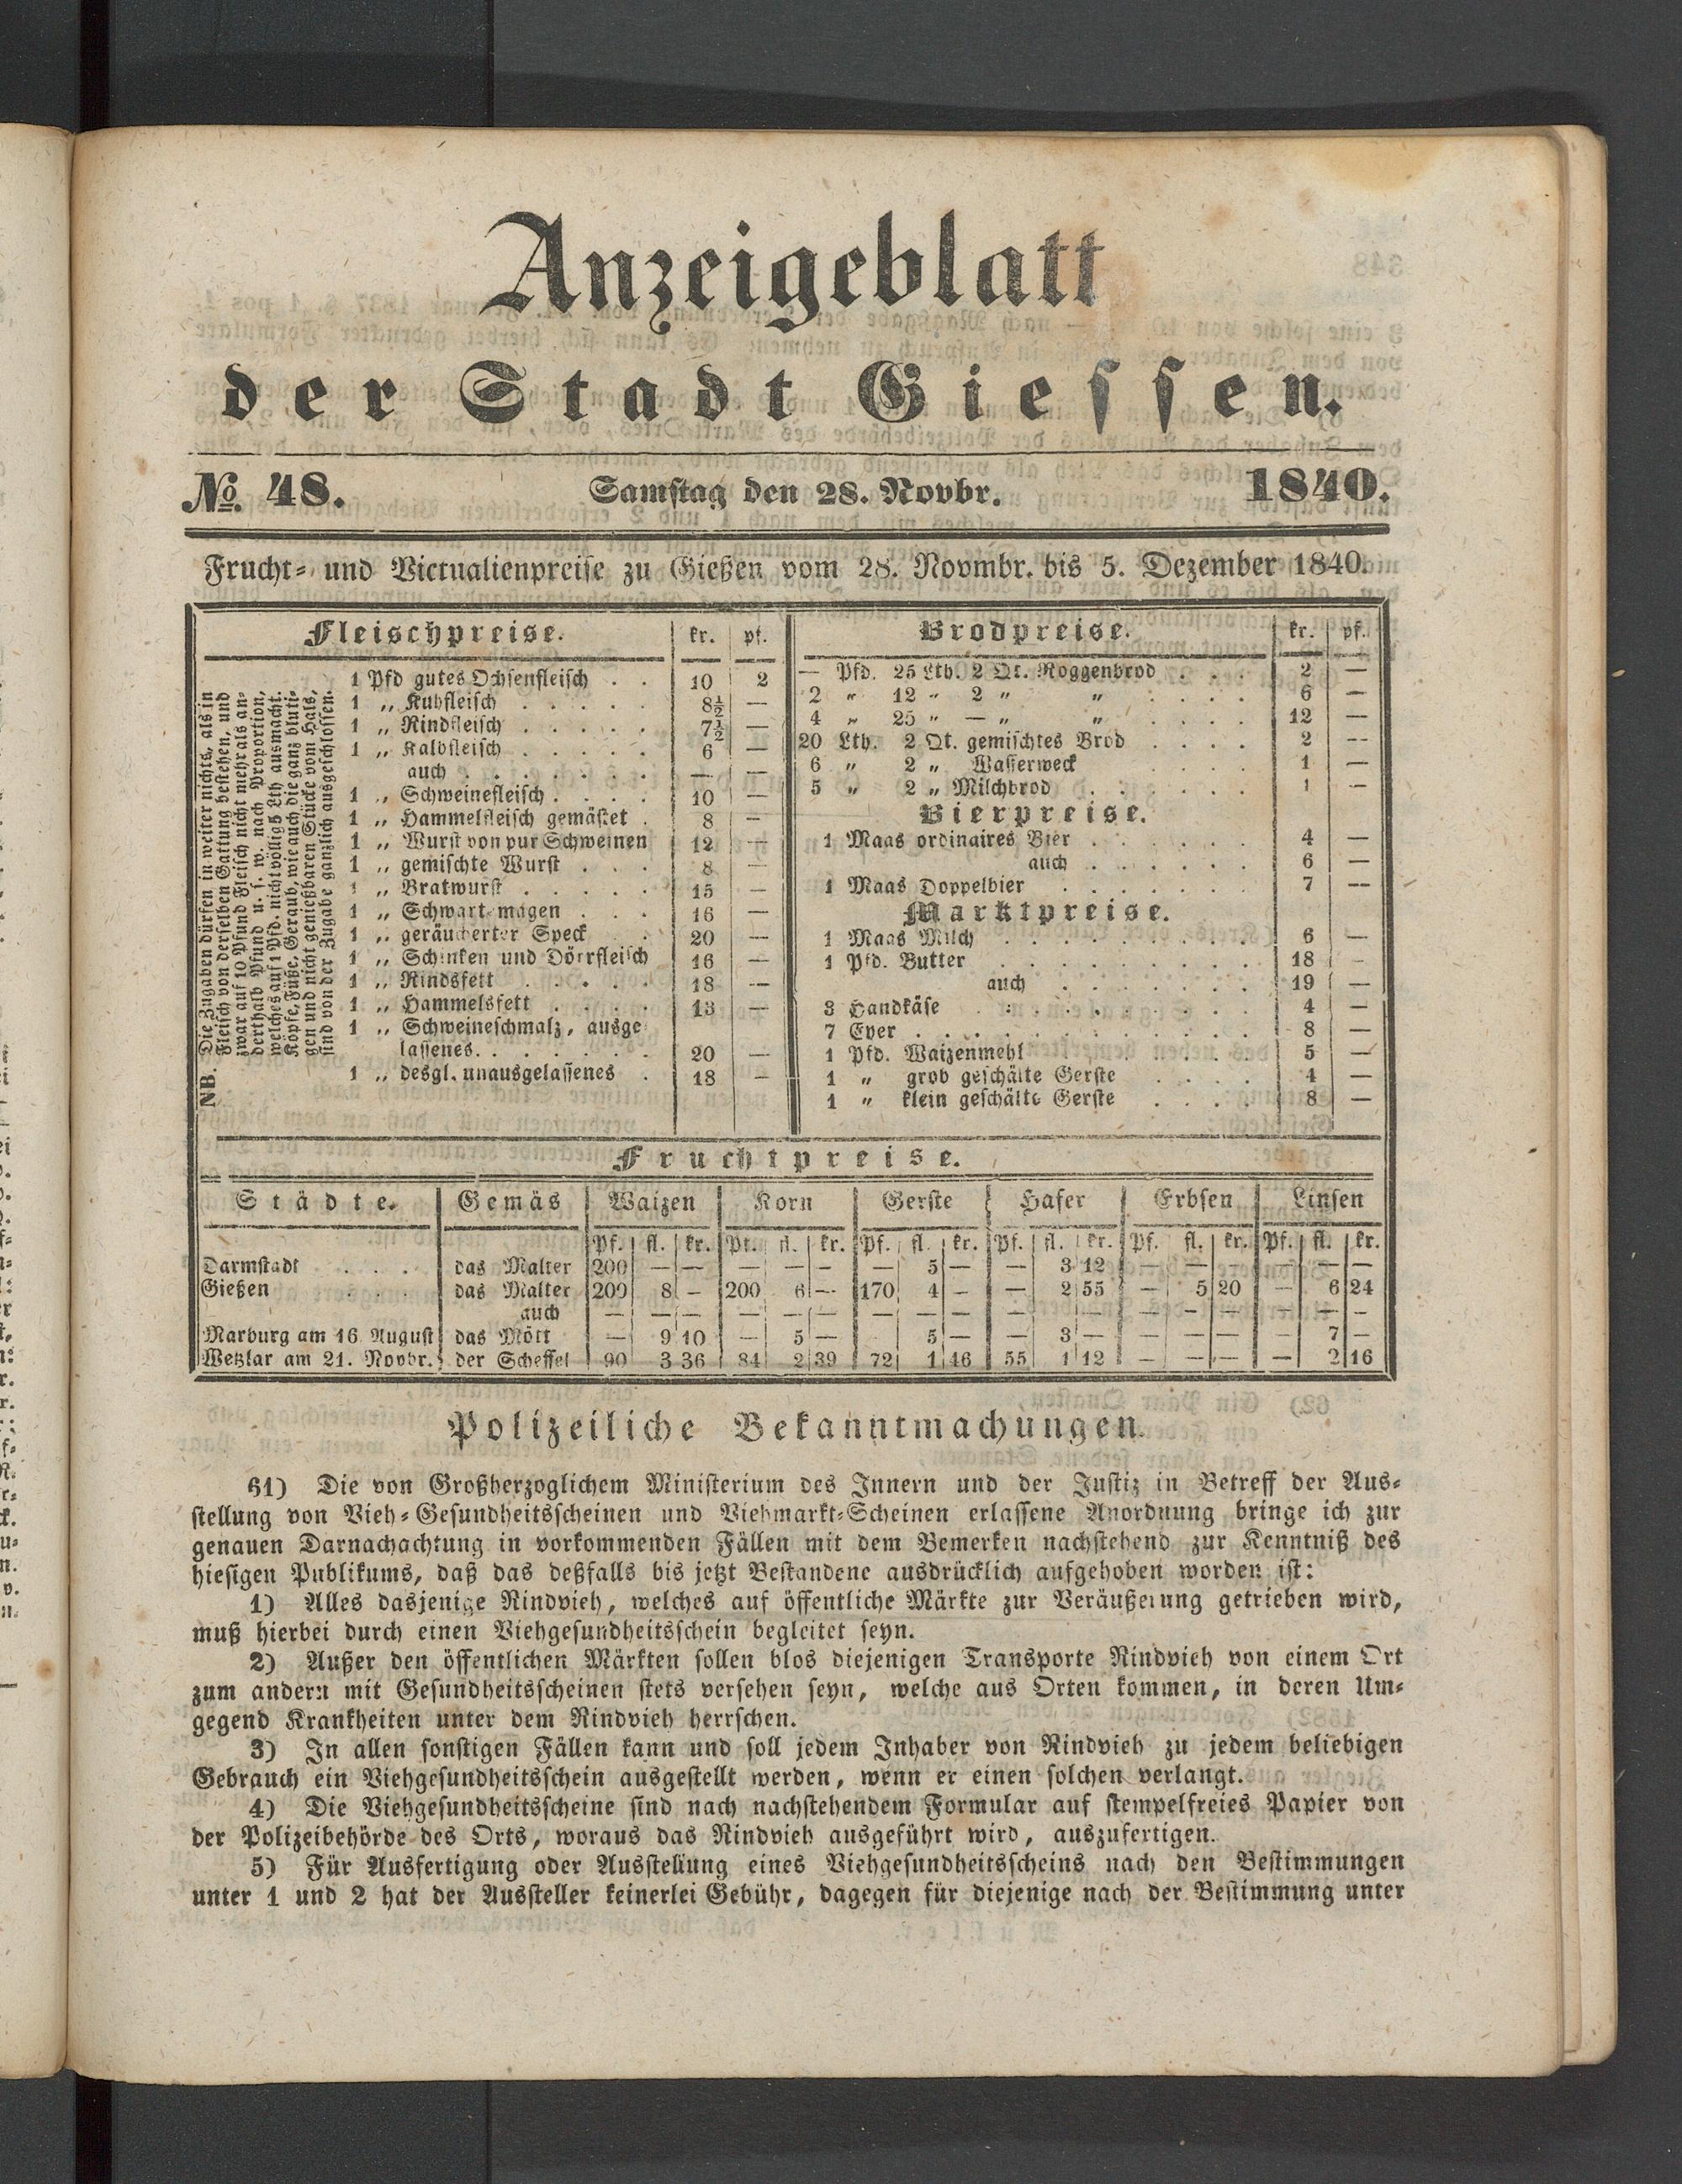 Anzeigeblatt
der Stadt Giessen.
No. 48. Samstag den 28. Novbr. 1840.
Frucht- und Victualienpreise zu Gießen vom 28. Novmbr. bis 5. Dezember 1840.
NB. Die Zugaben dürfen in weiter nichts, als in
Fleisch von derselben Gattung bestehen, und
zwar auf 10 Pfund Fleisch nicht mehr als an-
derthalb Pfund u. s. w. nach Proportion,
welches auf 1 Pfd. nicht völlig 5 Lth ausmacht.
Köpfe, Füße, Geraub, wie auch die ganz bluti-
gen und nicht genießbaren Stücke vom Hals,
sind von der Zugabe gänzlich ausgeschlossen.
Fleischpreise. kr. pf.
1 Pfd gutes Ochsenfleisch . . 10 2
1 „ Kuhfleisch . . . . . 8½ —
1 „ Rindfleisch . . . . . 7½ —
1 „ Kalbfleisch . . . . . 6 —
auch . . . . . . . — —
1 „ Schweinefleisch . . . . 10 —
1 „ Hammelfleisch gemästet . 8 —
1 „ Wurst von pur Schweinen 12 —
1 „ gemischte Wurst . . . 8 —
1 „ Bratwurst . . . . . 15 —
1 „ Schwartenmagen . . . 16 —
1 „ geräucherter Speck . . 20 —
1 „ Schinken und Dörrfleisch 16 —
1 „ Rindsfett . . . . . 18 —
1 „ Hammelsfett . . . . 13 —
1 „ Schweineschmalz, ausge
lassenes. . . . . . . 20 —
1 „ desgl. unausgelassenes . 18 —
Brodpreise. kr. pf.
— Pfd. 25 Lth. 2 Qt. Roggenbrod . . . 2 —
2 „ 12 „ 2 „ „ . . . . 6 —
4 „ 25 „ — „ „ . . . . 12 —
20 Lth. 2 Qt. gemischtes Brod . . . . 2 —
6 „ 2 „ Wasserweck . . . . 1 —
5 „ 2 „ Milchbrod . . . . . . 1 —
Bierpreise.
1 Maas ordinaires Bier . . . . . . 4 —
auch . . . . . . 6 —
1 Maas Doppelbier . . . . . . . 7 —
Marktpreise.
1 Maas Milch . . . . . . . . . 6 —
1 Pfd. Butter . . . . . . . . . 18 —
auch . . . . . . . 19 —
3 Handkäse . . . . . . . . . 4 —
7 Eyer . . . . . . . . . . . 8 —
1 Pfd. Waizenmehl . . . . . . . 5 —
1 „ grob geschälte Gerste . . . . 4 —
1 „ klein geschälte Gerste . . . . 8 —
Fruchtpreise.
Städte. Gemäs Waizen Korn Gerste Hafer Erbsen Linsen
Pf. fl. kr. Pf. fl. kr. Pf. fl. kr. Pf. fl. kr. Pf. fl. kr. Pf. fl. kr.
Darmstadt . . . . das Malter 200 — — — — — — 5 — — 3 12 — — — — — —
Gießen . . . das Malter 200 8 — 200 6 — 170 4 — — 2 55 — 5 20 — 6 24
auch — — — — — — — — — — — — — — — — — —
Marburg am 16 August das Mött — 9 10 — 5 — 5 — — 3 — — — — — 7 —
Wetzlar am 21. Novbr. der Scheffel 90 3 36 84 2 39 72 1 46 55 1 12 — — — — 2 16
Polizeiliche Bekanntmachungen.
61) Die von Großherzoglichem Ministerium des Innern und der Justiz in Betreff der Aus-
stellung von Vieh-Gesundheitsscheinen und Viehmarkt-Scheinen erlassene Anordnung bringe ich zur
genauen Darnachachtung in vorkommenden Fällen mit dem Bemerken nachstehend zur Kenntniß des
hiesigen Publikums, daß das deßfalls bis jetzt Bestandene ausdrücklich aufgehoben worden ist:
1) Alles dasjenige Rindvieh, welches auf öffentliche Märkte zur Veräußerung getrieben wird,
muß hierbei durch einen Viehgesundheitsschein begleitet seyn.
2) Außer den öffentlichen Märkten sollen blos diejenigen Transporte Rindvieh von einem Ort
zum andern mit Gesundheitsscheinen stets versehen seyn, welche aus Orten kommen, in deren Um-
gegend Krankheiten unter dem Rindvieh herrschen.
3) In allen sonstigen Fällen kann und soll jedem Inhaber von Rindvieh zu jedem beliebigen
Gebrauch ein Viehgesundheitsschein ausgestellt werden, wenn er einen solchen verlangt.
4) Die Viehgesundheitsscheine sind nach nachstehendem Formular auf stempelfreies Papier von
der Polizeibehörde des Orts, woraus das Rindvieh ausgeführt wird, auszufertigen.
5) Für Ausfertigung oder Ausstellung eines Viehgesundheitsscheins nach den Bestimmungen
unter 1 und 2 hat der Aussteller keinerlei Gebühr, dagegen für diejenige nach der Bestimmung unter